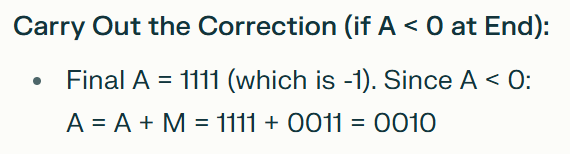 Carry Out the Correction (if A < 0 at End):
• Final A = 1111 (which is -1). Since A < 0:
A = A + M = 1111 + 0011 = 0010